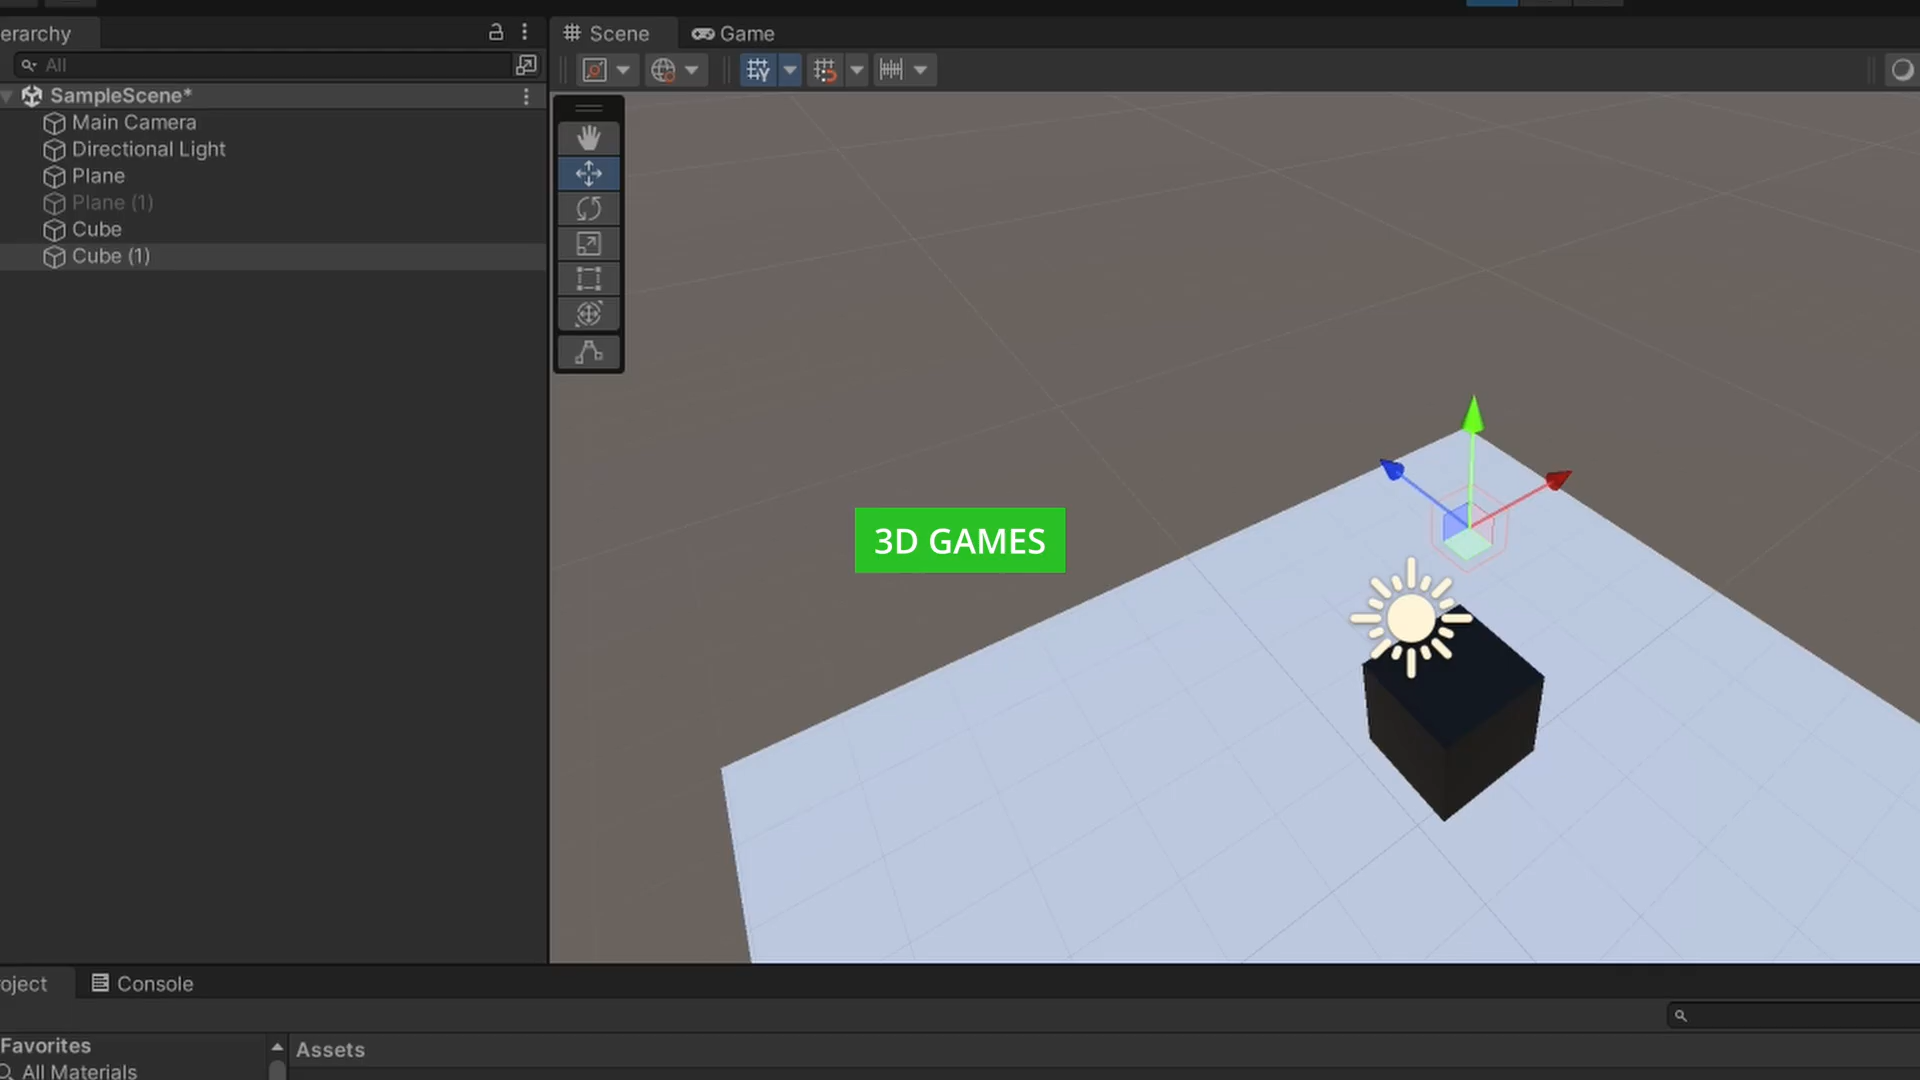 erarchy
All
SampleScene*
Main Camera
Directional Light
Plane
Plane (1)
Cube
Cube (1)
Scene
Game
3D GAMES
oject
Console
Favorites
All Materials
Assets